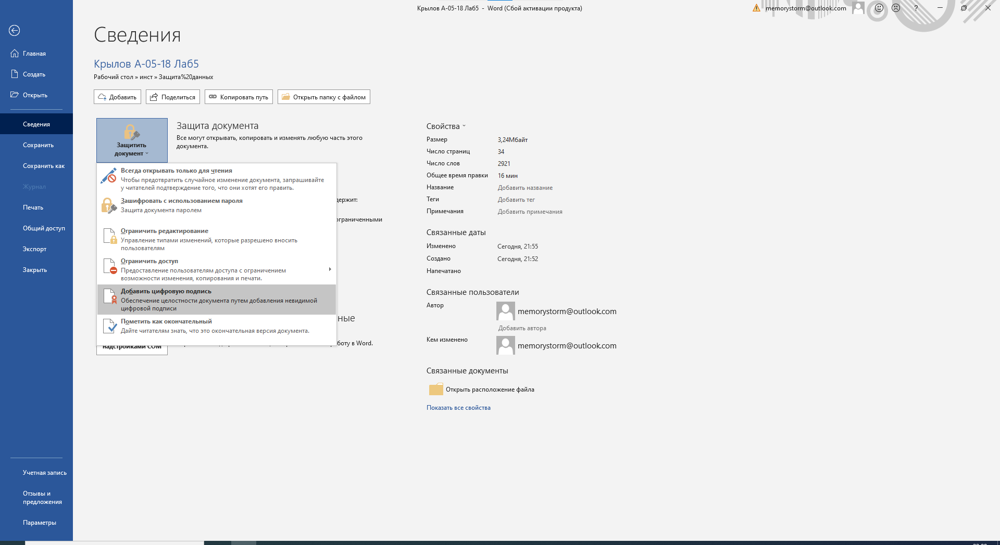 Крылов А-05-18 Лаб5 - Word (Сбой активации продукта)
memorystorm@outlook.com
?
Сведения
Главная
Создать
Открыть
Сведения
Сохранить
Сохранить как
Журнал
Печать
Общий доступ
Экспорт
Закрыть
Учетная запись
Отзывы и
предложения
Параметры
Крылов А-05-18 Лаб5
Рабочий стол » инст » Защита%20данных
Добавить
Поделиться
Копировать путь
Открыть папку с файлом
Защитить
документ
Защита документа
Все могут открывать, копировать и изменять любую часть этого
документа.
Всегда открывать только для чтения
Чтобы предотвратить случайное изменение документа, запрашивайте
у читателей подтверждение того, что они хотят его править.
Зашифровать с использованием пароля
Защита документа паролем
Ограничить редактирование
Управление типами изменений, которые разрешено вносить
пользователям
Ограничить доступ
Предоставление пользователям доступа с ограничением
возможности изменения, копирования и печати.
Добавить цифровую подпись
Обеспечение целостности документа путем добавления невидимой
цифровой подписи
Пометить как окончательный
Дайте читателям знать, что это окончательная версия документа.
держит:
ограниченными
ные
боту в Word.
надстройками COM
Свойства
Размер 3,24Мбайт
Число страниц 34
Число слов 2921
Общее время правки 16 мин
Название Добавить название
Теги Добавить тег
Примечания Добавить примечания
Связанные даты
Изменено Сегодня, 21:55
Создано Сегодня, 21:52
Напечатано
Связанные пользователи
Автор memorystorm@outlook.com
Добавить автора
Кем изменено memorystorm@outlook.com
Связанные документы
Открыть расположение файла
Показать все свойства